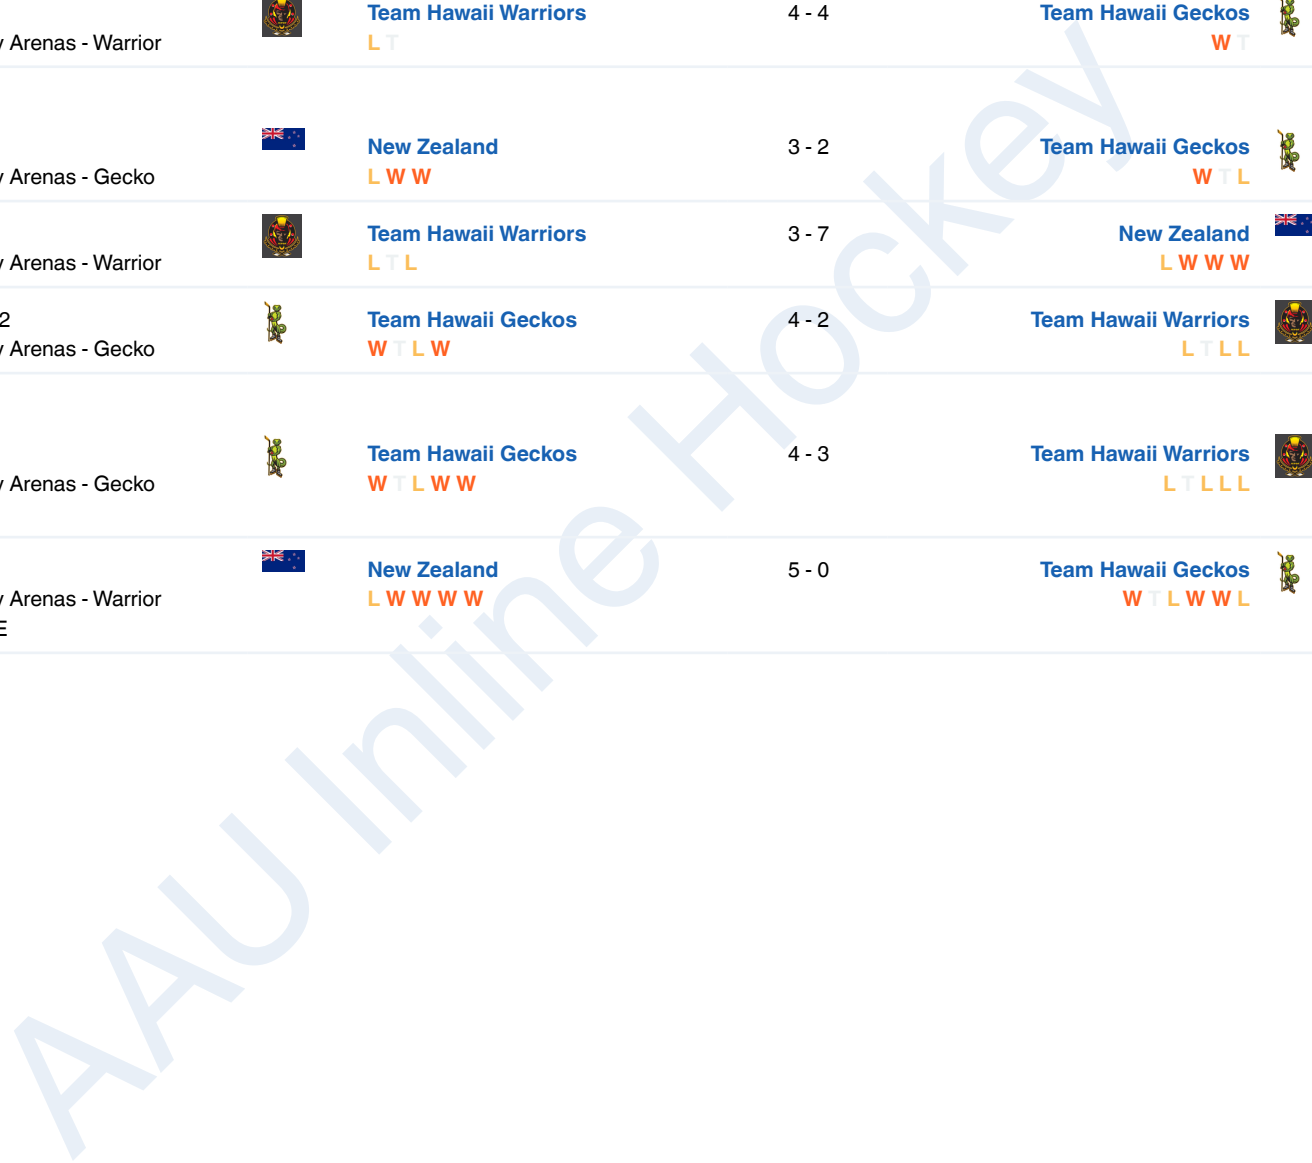 Team Hawaii Warriors 4 - 4 Team Hawaii Geckos
y Arenas - Warrior L T W T
New Zealand 3 - 2 Team Hawaii Geckos
y Arenas - Gecko L W W W T L
Team Hawaii Warriors 3 - 7 New Zealand
y Arenas - Warrior L T L L W W W
2 Team Hawaii Geckos 4 - 2 Team Hawaii Warriors
y Arenas - Gecko W T L W L T L L
Team Hawaii Geckos 4 - 3 Team Hawaii Warriors
y Arenas - Gecko W T L W W L T L L L
New Zealand 5 - 0 Team Hawaii Geckos
y Arenas - Warrior L W W W W W T L W W L
E
AAU Inline Hockey